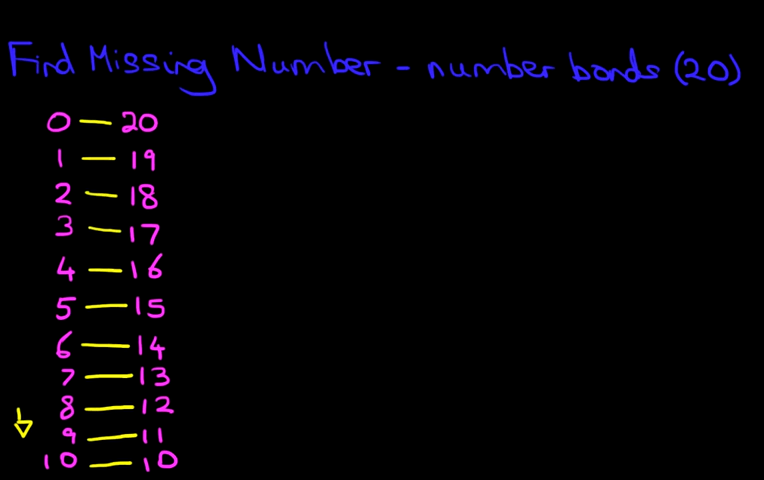 Find Missing Number - number bonds (20)
0 — 20
1 — 19
2 — 18
3 — 17
4 — 16
5 — 15
6 — 14
7 — 13
8 — 12
9 — 11
10 — 10